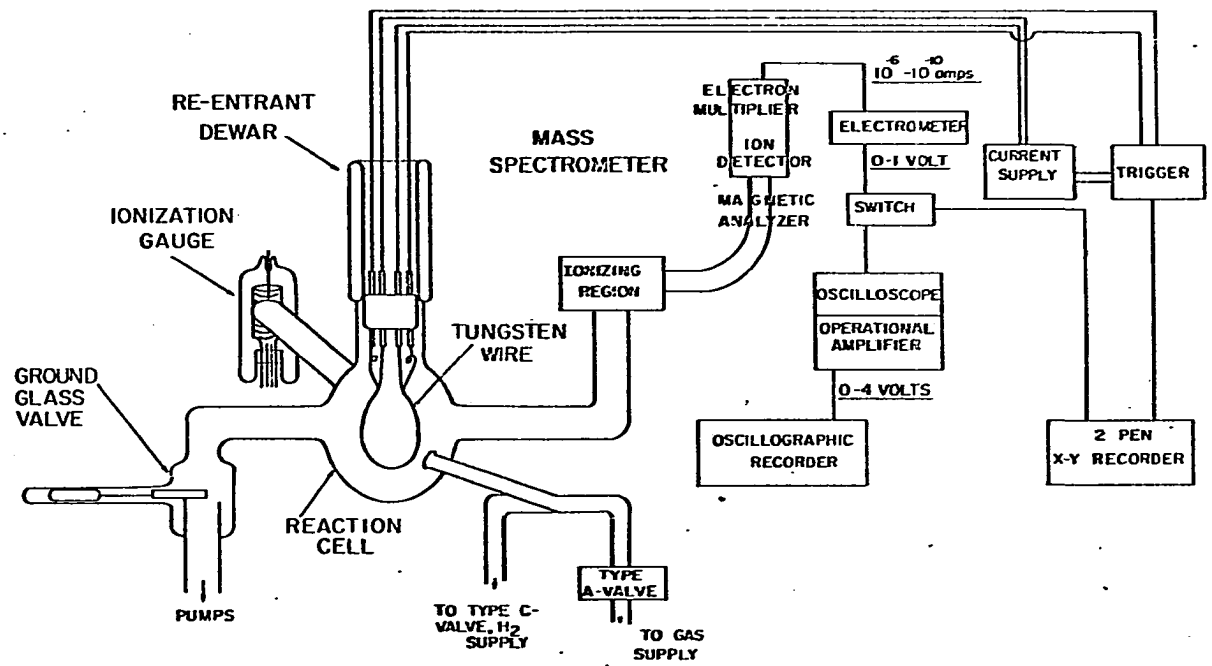 RE-ENTRANT
DEWAR
MASS
SPECTROMETER
IONIZATION
GAUGE
TUNGSTEN
WIRE
GROUND
GLASS
VALVE
REACTION
CELL
PUMPS
TO TYPE C-
VALVE, H2
SUPPLY
TYPE
A-VALVE
TO GAS
SUPPLY
IONIZING
REGION
MAGNETIC
ANALYZER
ELECTRON
MULTIPLIER
ION
DETECTOR
10-6 -10-10 amps
ELECTROMETER
0-1 VOLT
SWITCH
OSCILLOSCOPE
OPERATIONAL
AMPLIFIER
0-4 VOLTS
OSCILLOGRAPHIC
RECORDER
CURRENT
SUPPLY
TRIGGER
2 PEN
X-Y RECORDER